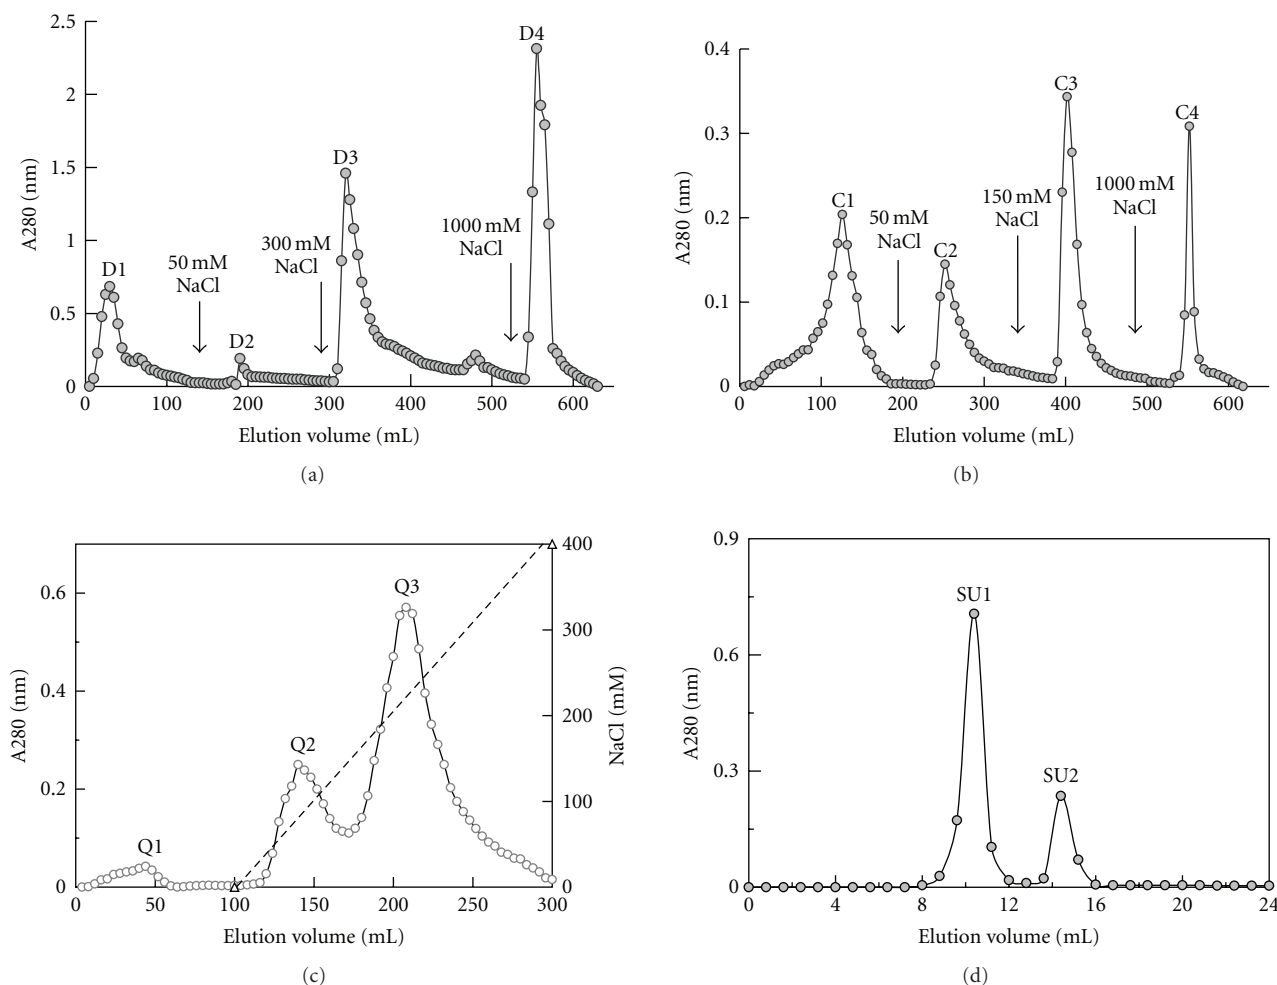 2.5
2
1.5
1
0.5
0
A280 (nm)
D1
50 mM
NaCl
D2
300 mM
NaCl
D3
1000 mM
NaCl
D4
0 100 200 300 400 500 600
Elution volume (mL)
(a)
0.4
0.3
0.2
0.1
0
A280 (nm)
C1
50 mM
NaCl
C2
150 mM
NaCl
C3
1000 mM
NaCl
C4
0 100 200 300 400 500 600
Elution volume (mL)
(b)
0.6
0.4
0.2
0
A280 (nm)
Q1
Q2
Q3
400
300
200
100
0
NaCl (mM)
0 50 100 150 200 250 300
Elution volume (mL)
(c)
0.9
0.6
0.3
0
A280 (nm)
SU1
SU2
0 4 8 12 16 20 24
Elution volume (mL)
(d)